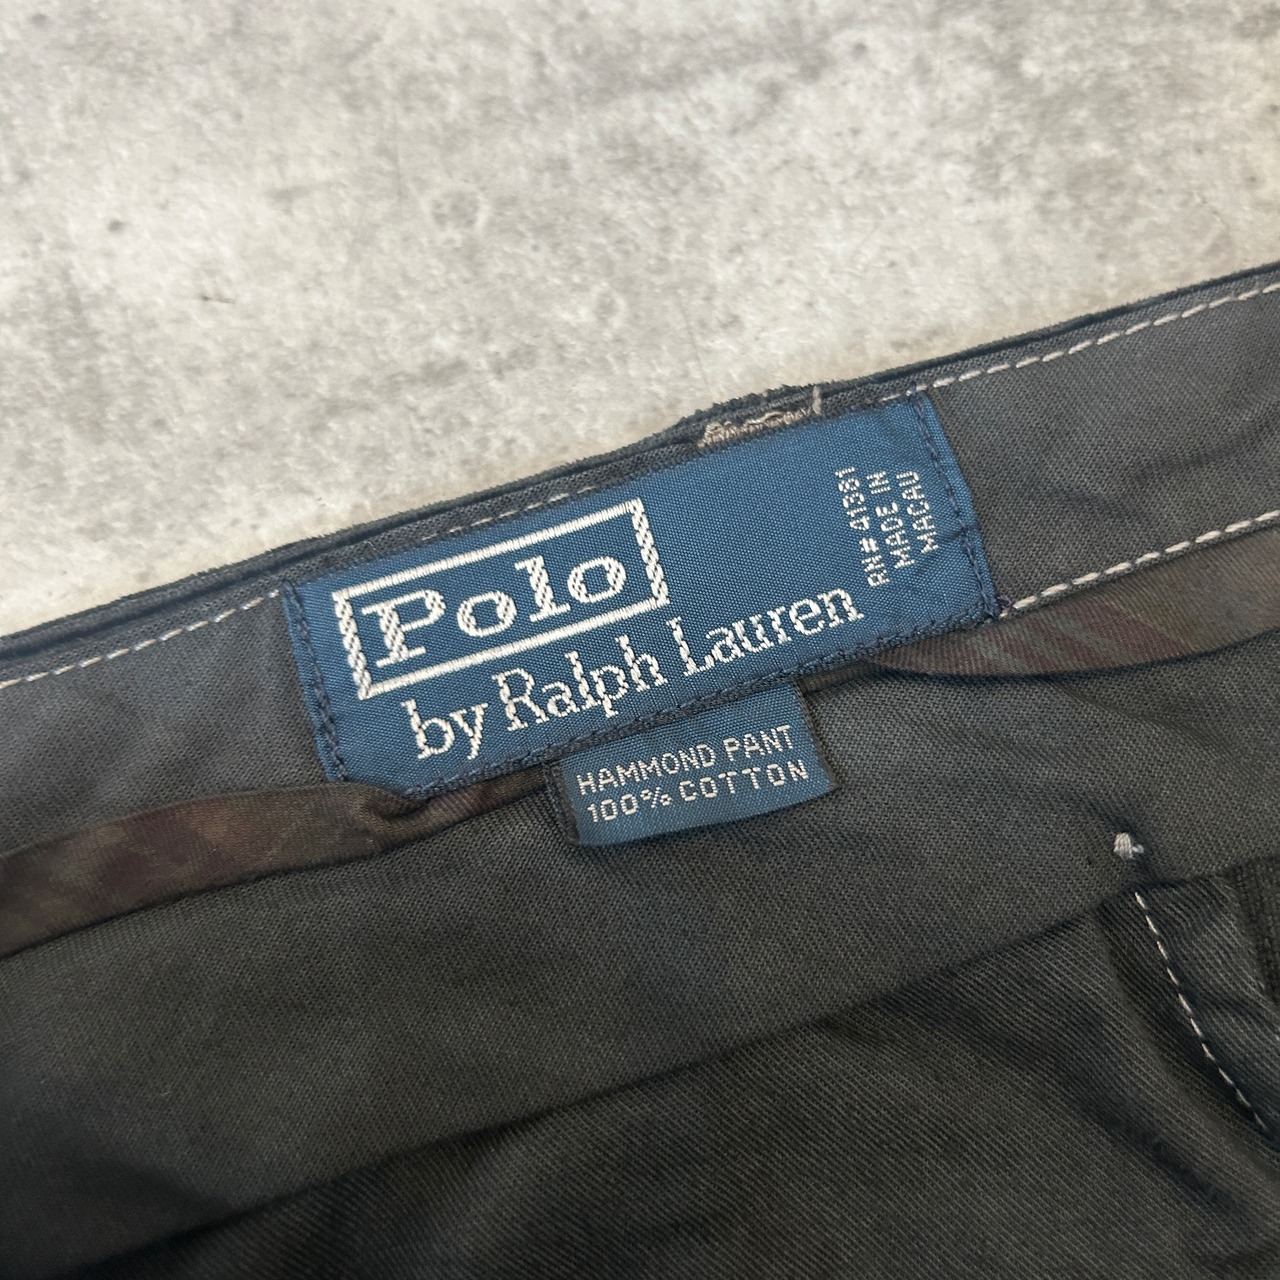 Polo
by Ralph Lauren
RN# 41381
MADE IN
MACAU
HAMMOND PANT
100% COTTON